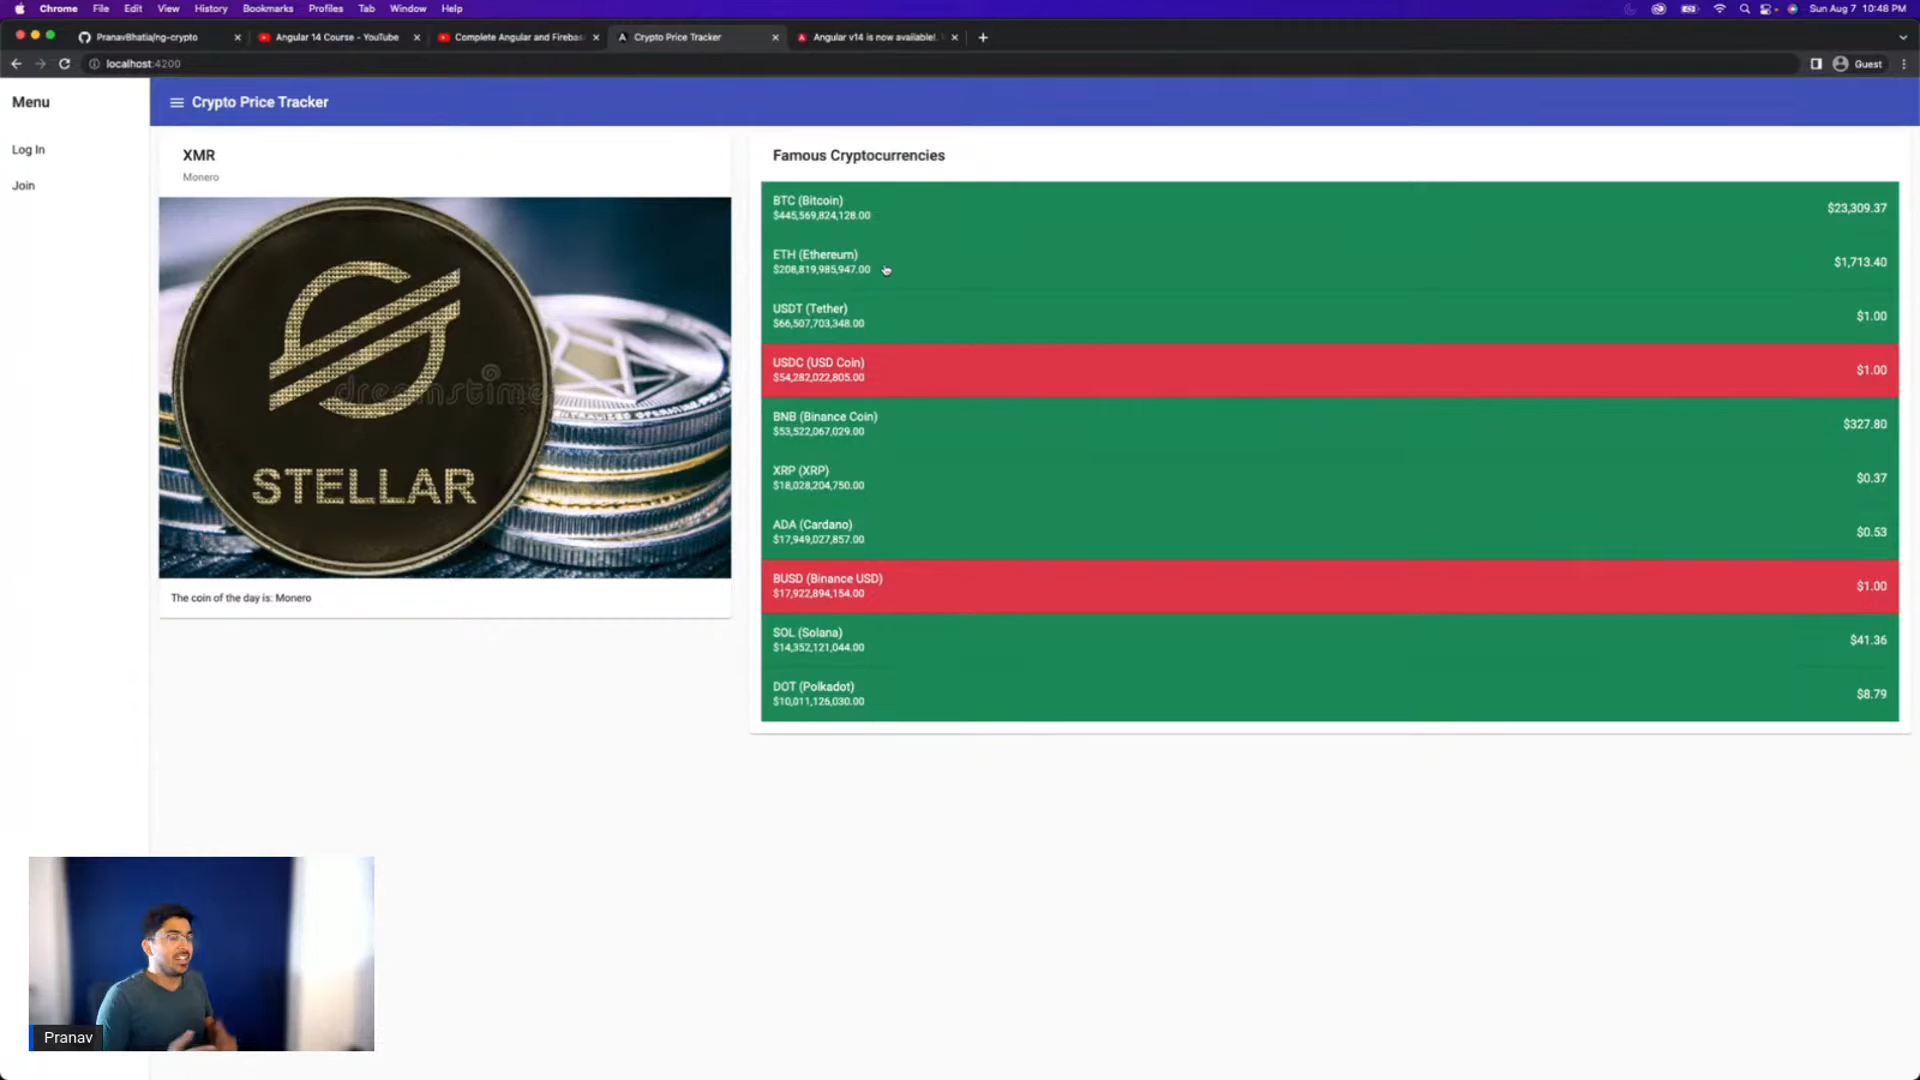 Chrome File Edit View History Bookmarks Profiles Tab Window Help Sun Aug 7 10:48 PM
PranavBhatia/ng-crypto Angular 14 Course - YouTube Complete Angular and Fireba Crypto Price Tracker Angular v14 is now available!.
localhost:4200 Guest
Menu
Log In
Join
Crypto Price Tracker
XMR
Monero
STELLAR
dreamstime
The coin of the day is: Monero
Famous Cryptocurrencies
BTC (Bitcoin)
$445,569,824,128.00
$23,309.37
ETH (Ethereum)
$208,819,985,947.00
$1,713.40
USDT (Tether)
$66,507,703,348.00
$1.00
USDC (USD Coin)
$54,282,022,805.00
$1.00
BNB (Binance Coin)
$53,522,067,029.00
$327.80
XRP (XRP)
$18,028,204,750.00
$0.37
ADA (Cardano)
$17,949,027,857.00
$0.53
BUSD (Binance USD)
$17,922,894,154.00
$1.00
SOL (Solana)
$14,352,121,044.00
$41.36
DOT (Polkadot)
$10,011,126,030.00
$8.79
Pranav